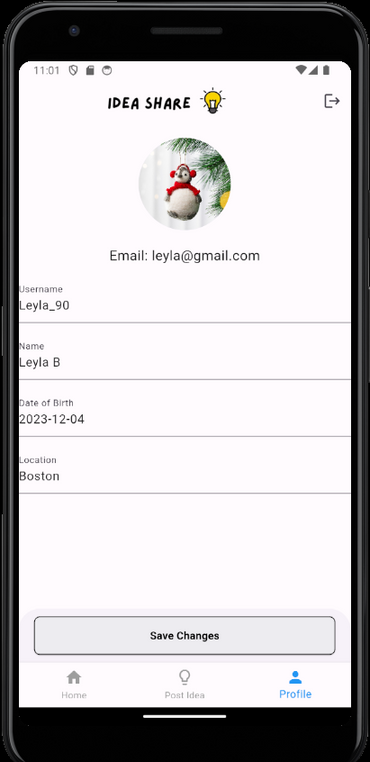 11:01
IDEA SHARE
Email: leyla@gmail.com
Username
Leyla_90
Name
Leyla B
Date of Birth
2023-12-04
Location
Boston
Save Changes
Home
Post Idea
Profile